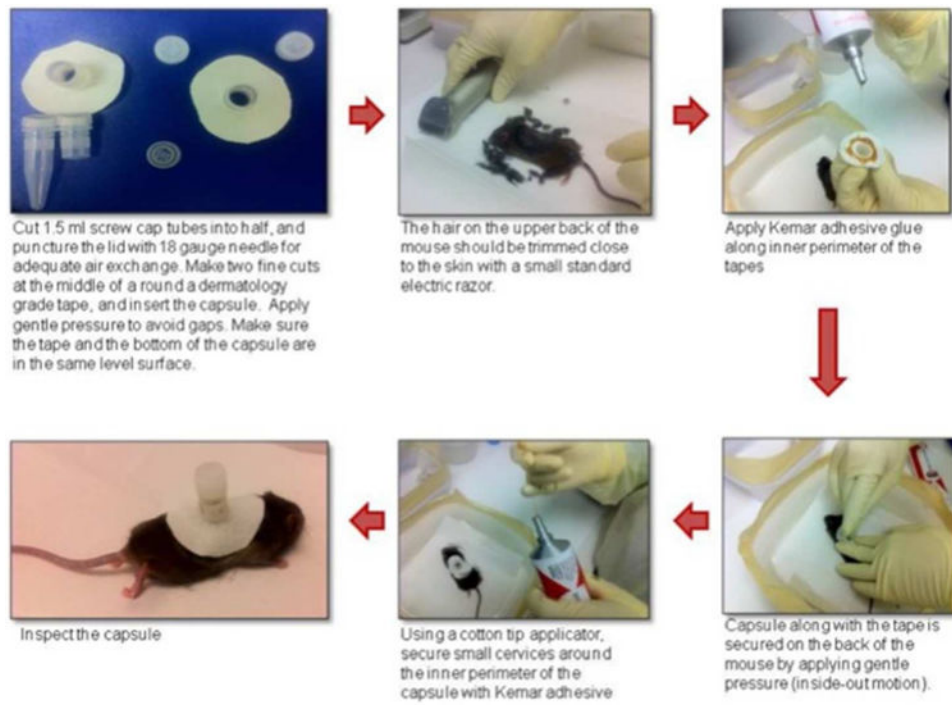 Cut 1.5 ml screw cap tubes into half, and
puncture the lid with 18 gauge needle for
adequate air exchange. Make two fine cuts
at the middle of a round a dermatology
grade tape, and insert the capsule. Apply
gentle pressure to avoid gaps. Make sure
the tape and the bottom of the capsule are
in the same level surface.
The hair on the upper back of the
mouse should be trimmed close
to the skin with a small standard
electric razor.
Apply Kemar adhesive glue
along inner perimeter of the
tapes
Capsule along with the tape is
secured on the back of the
mouse by applying gentle
pressure (inside-out motion).
Using a cotton tip applicator,
secure small cervices around
the inner perimeter of the
capsule with Kemar adhesive
Inspect the capsule